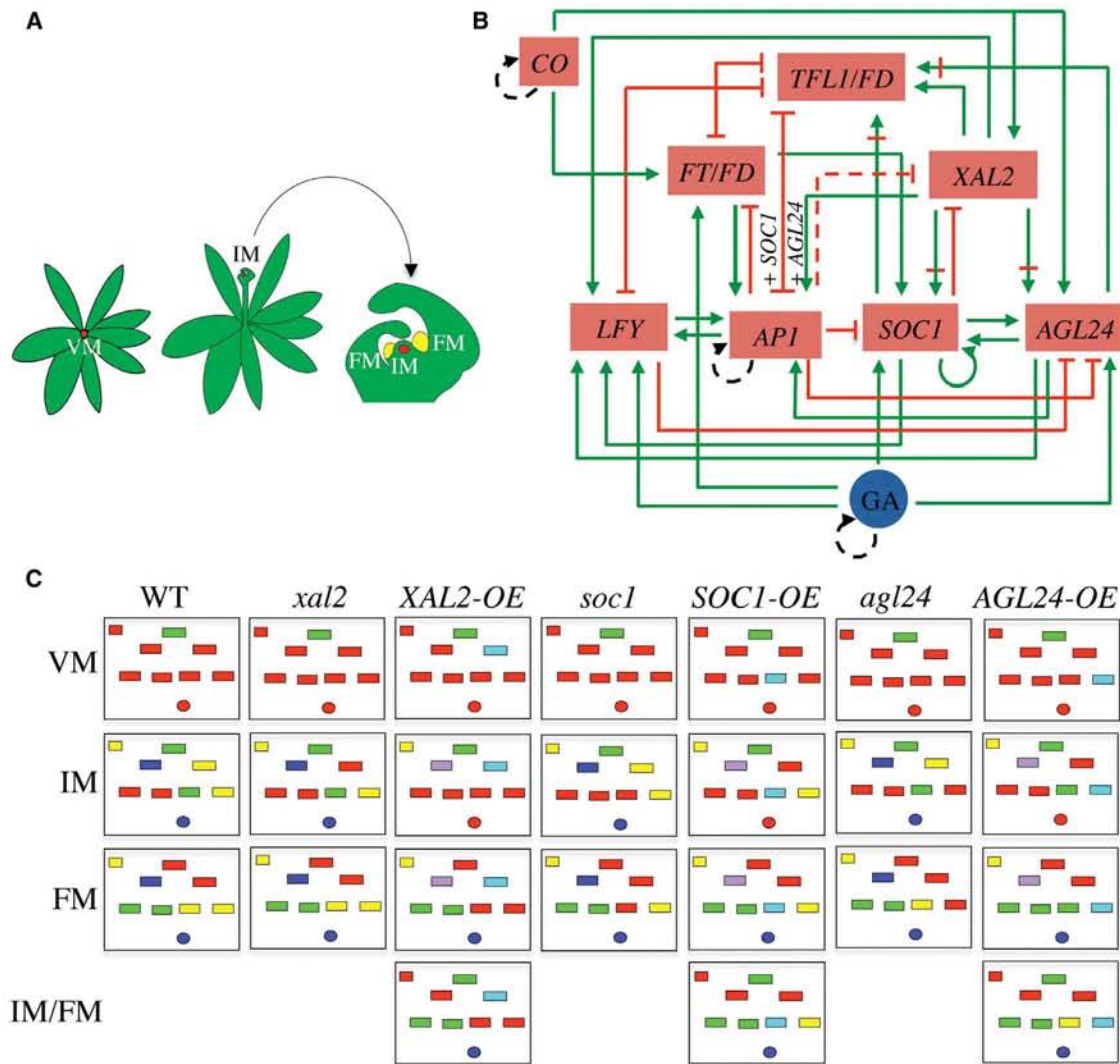 A
IM
VM
FM
IM
FM
B
CO
TFL1/FD
FT/FD
XAL2
+ SOC1
+ AGL24
LFY
AP1
SOC1
AGL24
GA
C
WT xal2 XAL2-OE soc1 SOC1-OE agl24 AGL24-OE
VM
IM
FM
IM/FM